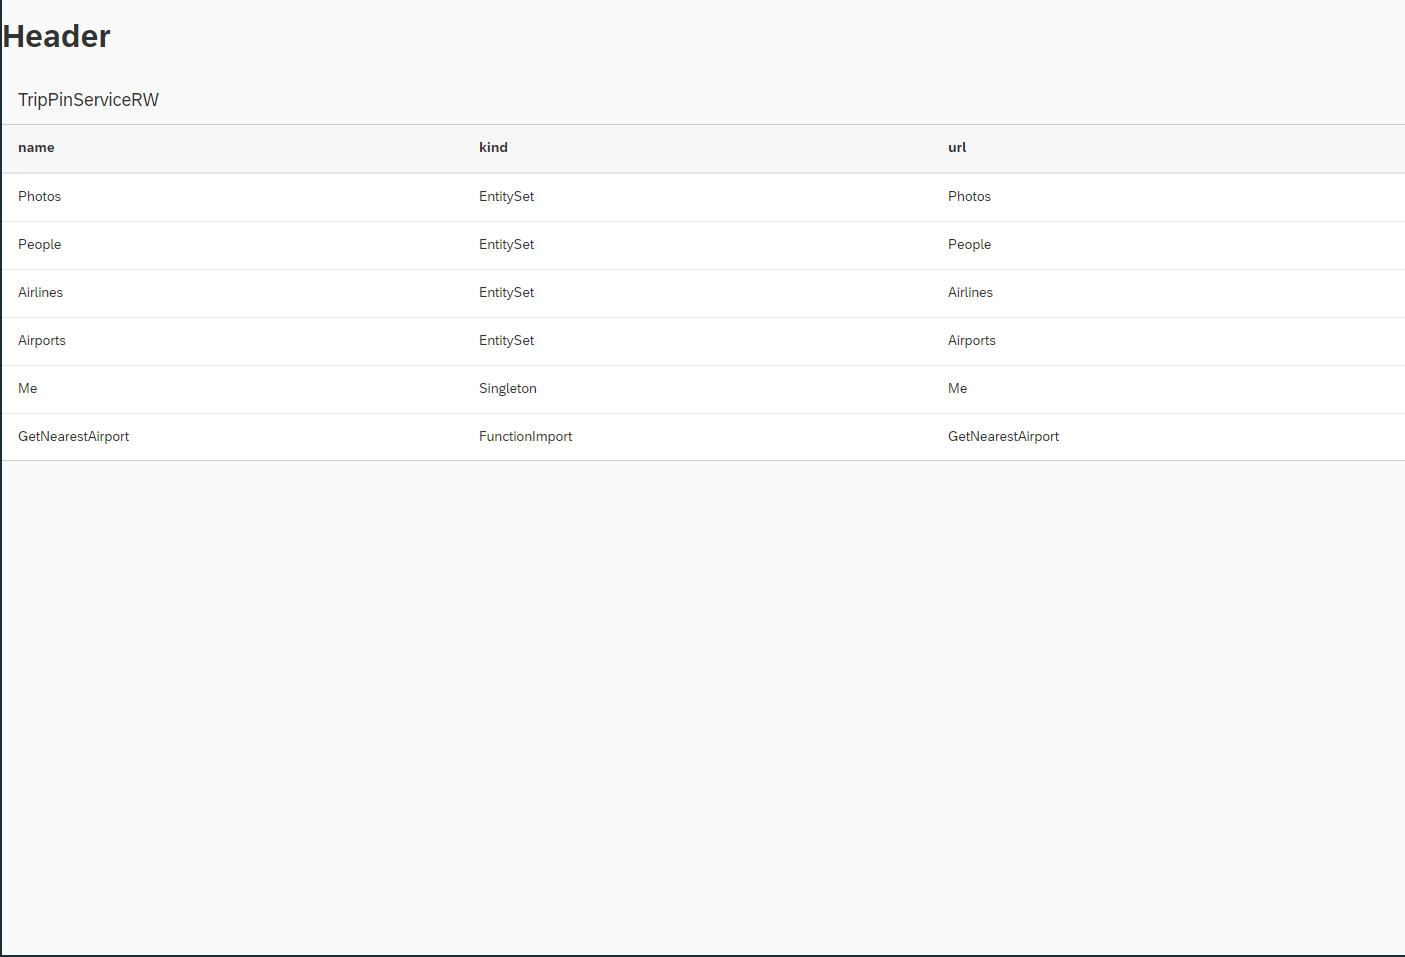 Header
TripPinServiceRW
name kind url
Photos EntitySet Photos
People EntitySet People
Airlines EntitySet Airlines
Airports EntitySet Airports
Me Singleton Me
GetNearestAirport FunctionImport GetNearestAirport